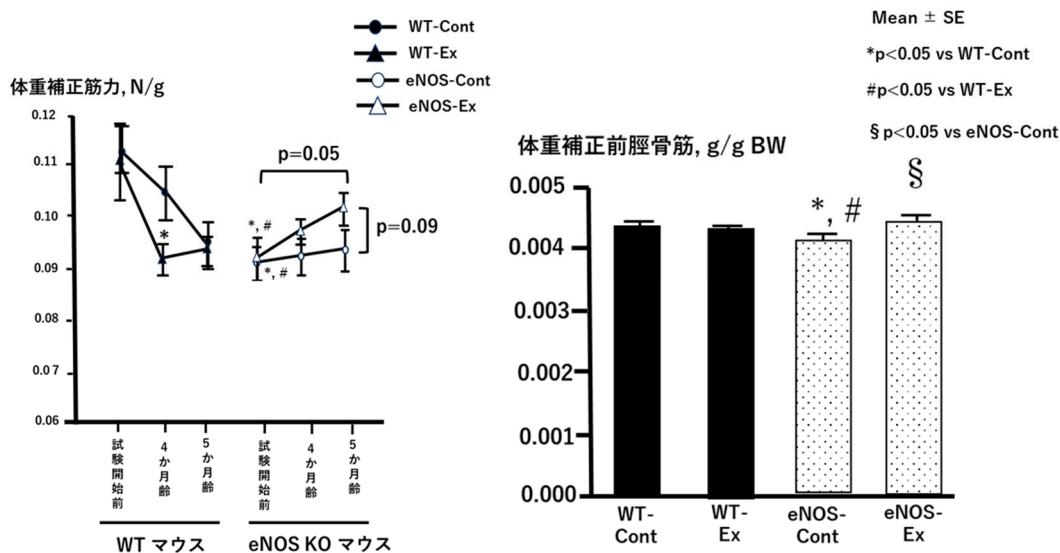 WT-Cont
WT-Ex
eNOS-Cont
eNOS-Ex
体重補正筋力, N/g
0.12
0.11
0.10
0.09
0.08
0.07
0.06
*
*, #
*, #
p=0.05
p=0.09
試験開始前
4か月齢
5か月齢
試験開始前
4か月齢
5か月齢
WT マウス
eNOS KO マウス
Mean ± SE
*p<0.05 vs WT-Cont
#p<0.05 vs WT-Ex
§p<0.05 vs eNOS-Cont
体重補正前脛骨筋, g/g BW
0.005
0.004
0.003
0.002
0.001
0.000
*, #
§
WT-
Cont
WT-
Ex
eNOS-
Cont
eNOS-
Ex